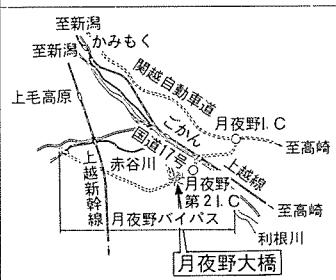 至新潟
かみもく
至新潟
関越自動車道
上毛高原
ごかん
月夜野I.C
国道17号
至高崎
赤谷川
月夜野
第2I.C
上越線
上越新幹線
月夜野バイパス
至高崎
利根川
月夜野大橋